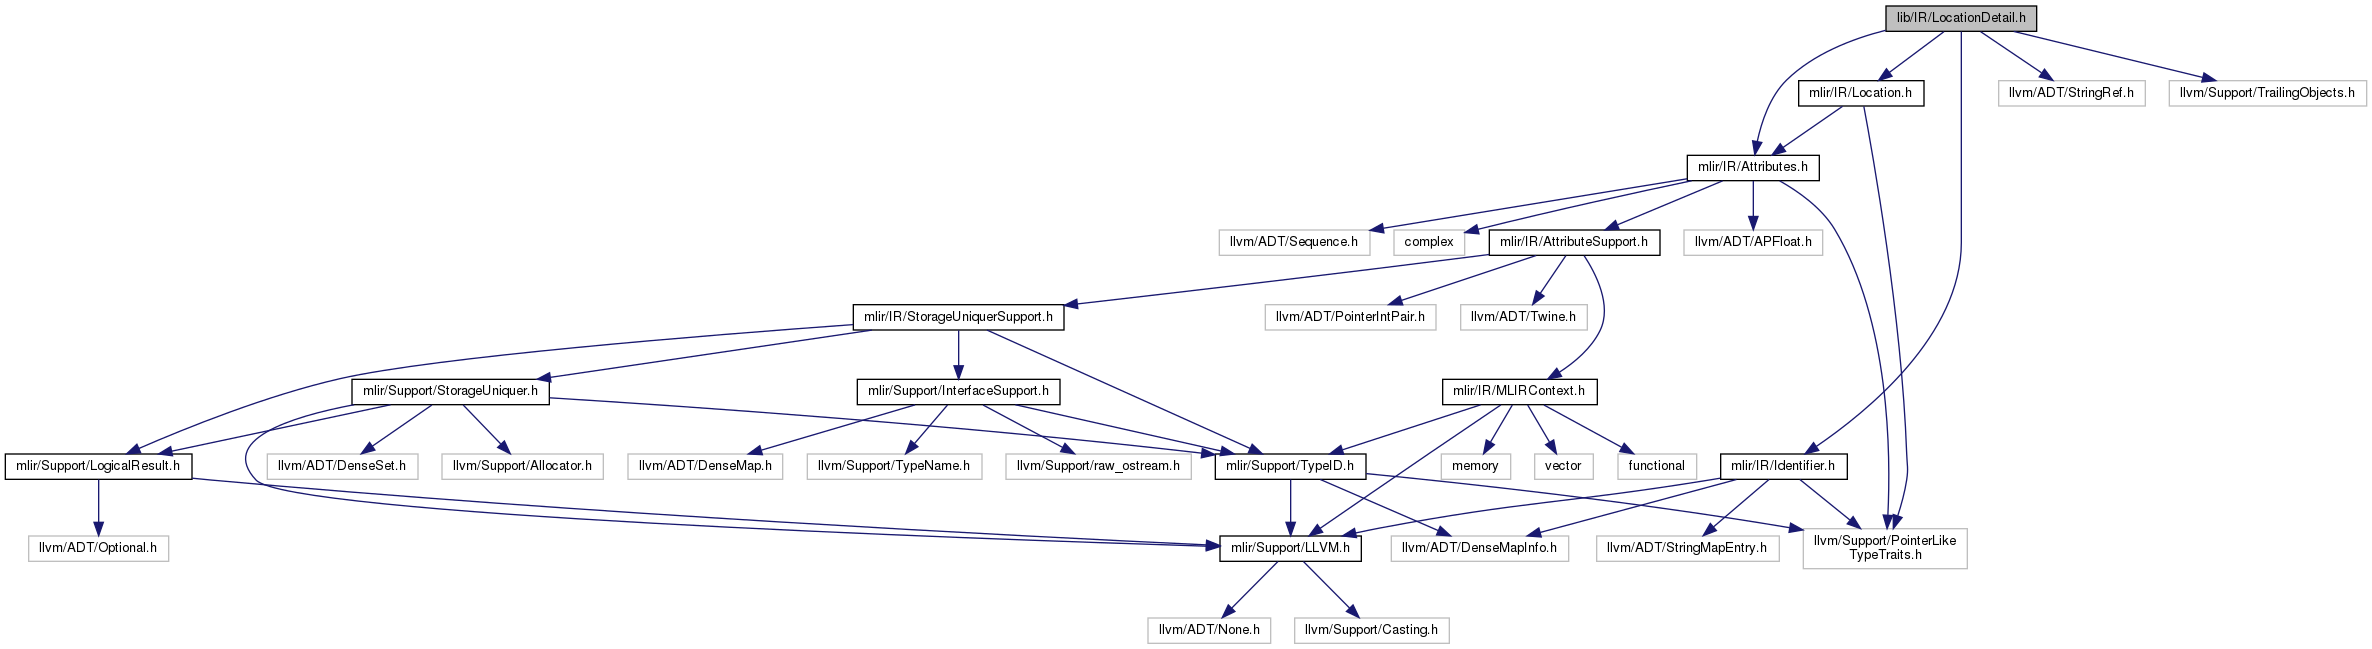 lib/IR/LocationDetail.h
mlir/IR/Location.h
llvm/ADT/StringRef.h
llvm/Support/TrailingObjects.h
mlir/IR/Attributes.h
llvm/ADT/Sequence.h
complex
mlir/IR/AttributeSupport.h
llvm/ADT/APFloat.h
mlir/IR/StorageUniquerSupport.h
llvm/ADT/PointerIntPair.h
llvm/ADT/Twine.h
mlir/Support/StorageUniquer.h
mlir/Support/InterfaceSupport.h
mlir/IR/MLIRContext.h
mlir/Support/LogicalResult.h
llvm/ADT/DenseSet.h
llvm/Support/Allocator.h
llvm/ADT/DenseMap.h
llvm/Support/TypeName.h
llvm/Support/raw_ostream.h
mlir/Support/TypeID.h
memory
vector
functional
mlir/IR/Identifier.h
llvm/ADT/Optional.h
mlir/Support/LLVM.h
llvm/ADT/DenseMapInfo.h
llvm/ADT/StringMapEntry.h
llvm/Support/PointerLike
TypeTraits.h
llvm/ADT/None.h
llvm/Support/Casting.h